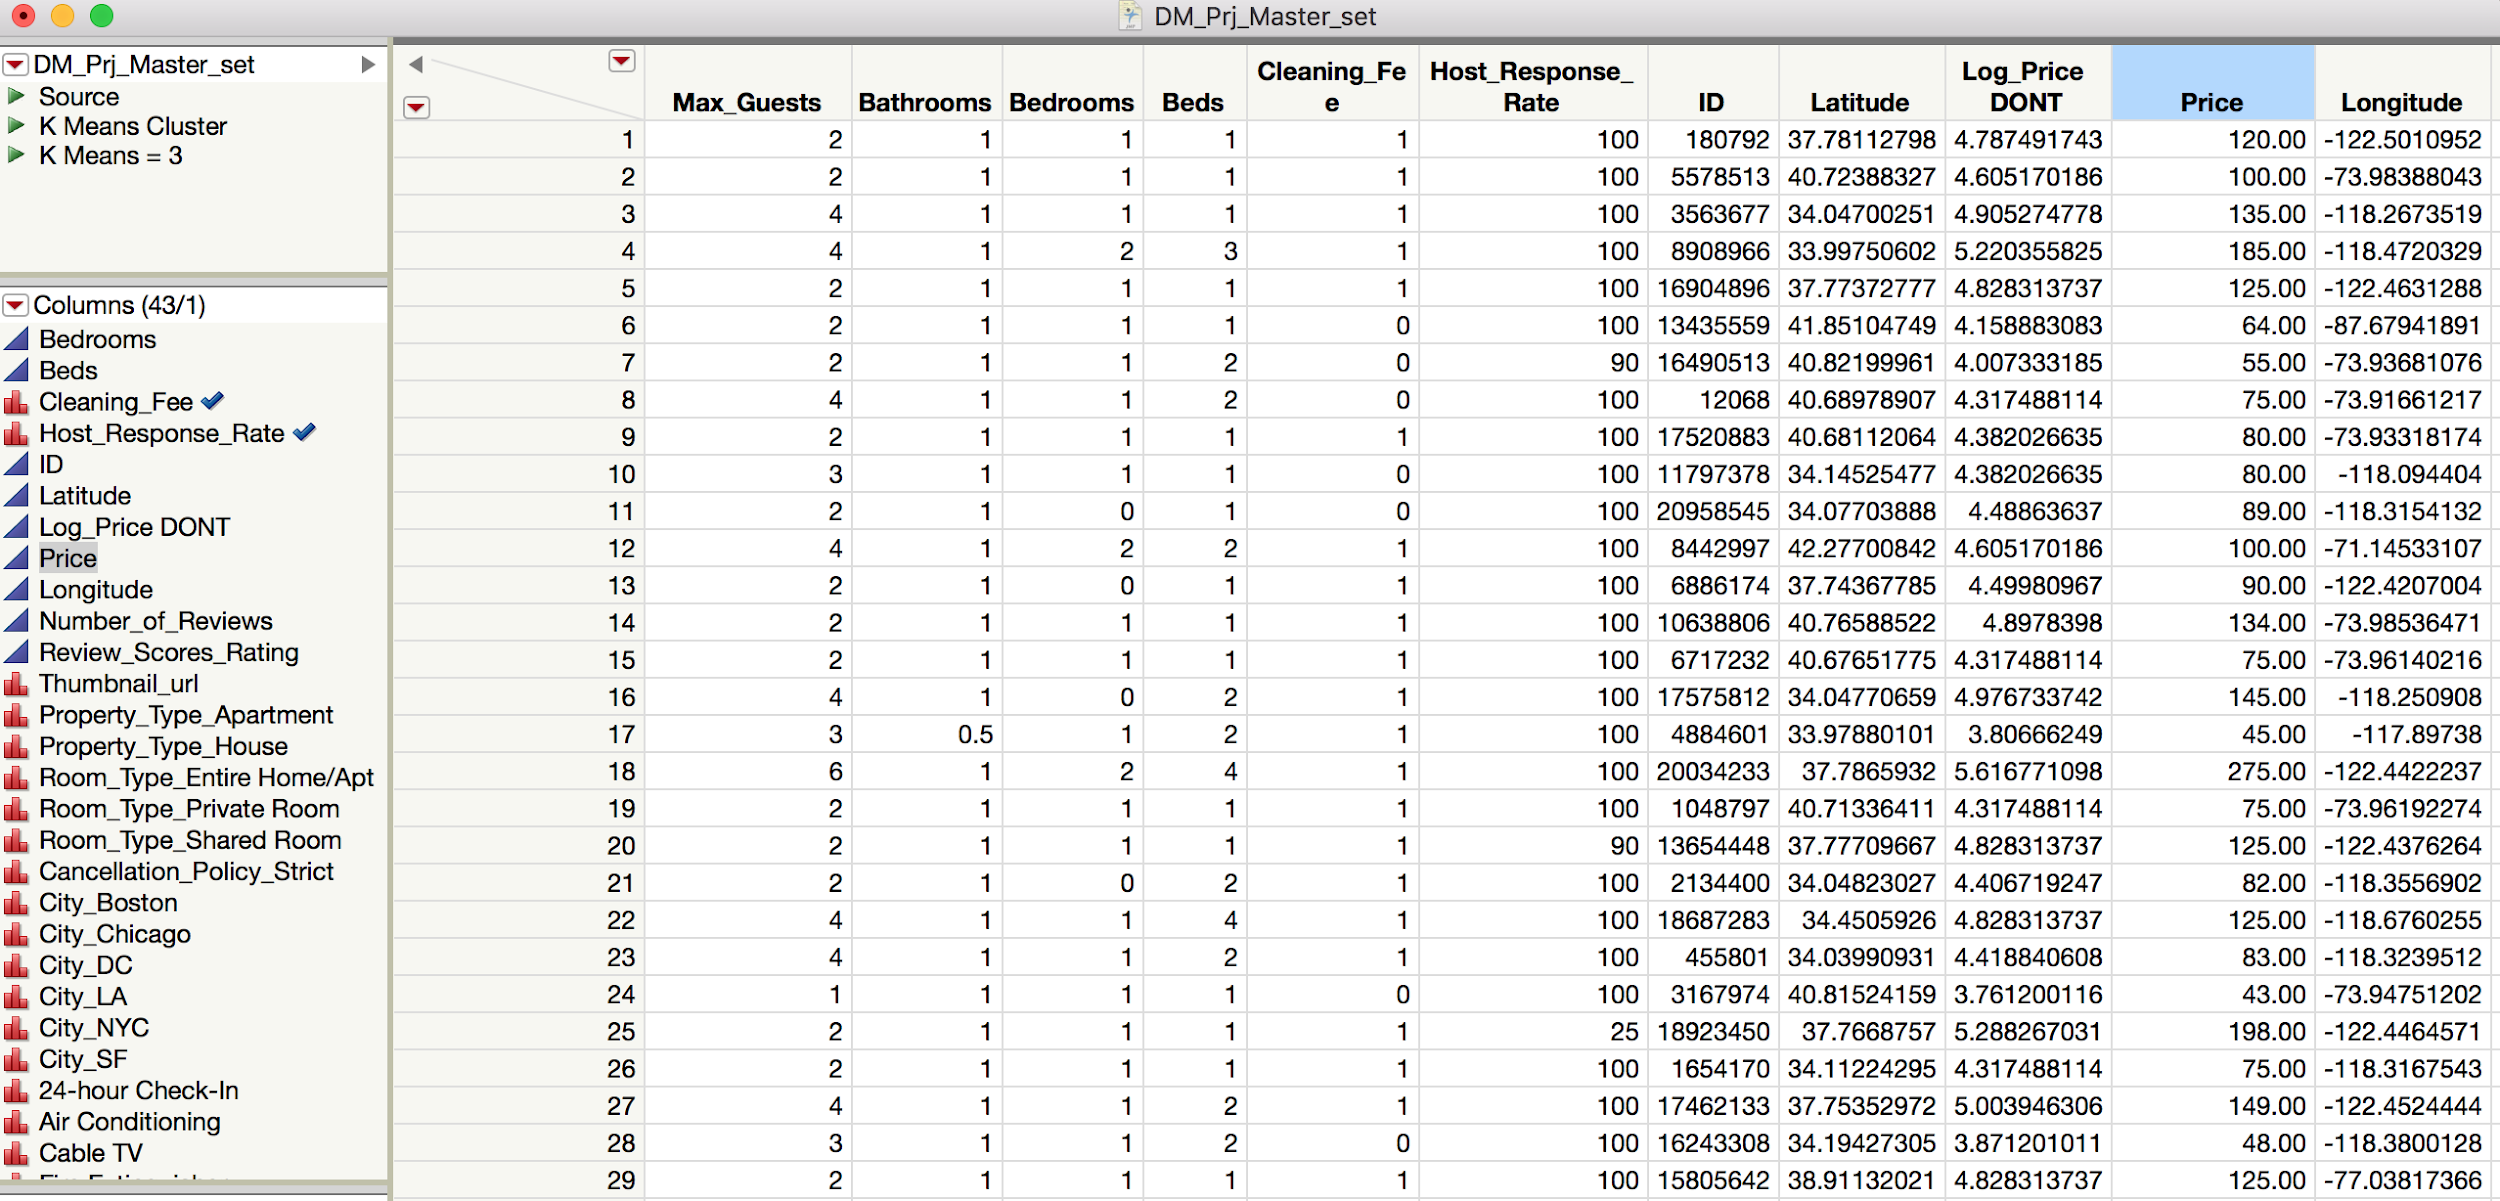 DM_Prj_Master_set
DM_Prj_Master_set
Source
K Means Cluster
K Means = 3
Columns (43/1)
Bedrooms
Beds
Cleaning_Fee
Host_Response_Rate
ID
Latitude
Log_Price DONT
Price
Longitude
Number_of_Reviews
Review_Scores_Rating
Thumbnail_url
Property_Type_Apartment
Property_Type_House
Room_Type_Entire Home/Apt
Room_Type_Private Room
Room_Type_Shared Room
Cancellation_Policy_Strict
City_Boston
City_Chicago
City_DC
City_LA
City_NYC
City_SF
24-hour Check-In
Air Conditioning
Cable TV
Max_Guests Bathrooms Bedrooms Beds Cleaning_Fe e Host_Response_ Rate ID Latitude Log_Price DONT Price Longitude
1 2 1 1 1 1 100 180792 37.78112798 4.787491743 120.00 -122.5010952
2 2 1 1 1 1 100 5578513 40.72388327 4.605170186 100.00 -73.98388043
3 4 1 1 1 1 100 3563677 34.04700251 4.905274778 135.00 -118.2673519
4 4 1 2 3 1 100 8908966 33.99750602 5.220355825 185.00 -118.4720329
5 2 1 1 1 1 100 16904896 37.77372777 4.828313737 125.00 -122.4631288
6 2 1 1 1 0 100 13435559 41.85104749 4.158883083 64.00 -87.67941891
7 2 1 1 2 0 90 16490513 40.82199961 4.007333185 55.00 -73.93681076
8 4 1 1 2 0 100 12068 40.68978907 4.317488114 75.00 -73.91661217
9 2 1 1 1 1 100 17520883 40.68112064 4.382026635 80.00 -73.93318174
10 3 1 1 1 0 100 11797378 34.14525477 4.382026635 80.00 -118.094404
11 2 1 0 1 0 100 20958545 34.07703888 4.48863637 89.00 -118.3154132
12 4 1 2 2 1 100 8442997 42.27700842 4.605170186 100.00 -71.14533107
13 2 1 0 1 1 100 6886174 37.74367785 4.49980967 90.00 -122.4207004
14 2 1 1 1 1 100 10638806 40.76588522 4.8978398 134.00 -73.98536471
15 2 1 1 1 1 100 6717232 40.67651775 4.317488114 75.00 -73.96140216
16 4 1 0 2 1 100 17575812 34.04770659 4.976733742 145.00 -118.250908
17 3 0.5 1 2 1 100 4884601 33.97880101 3.80666249 45.00 -117.89738
18 6 1 2 4 1 100 20034233 37.7865932 5.616771098 275.00 -122.4422237
19 2 1 1 1 1 100 1048797 40.71336411 4.317488114 75.00 -73.96192274
20 2 1 1 1 1 90 13654448 37.77709667 4.828313737 125.00 -122.4376264
21 2 1 0 2 1 100 2134400 34.04823027 4.406719247 82.00 -118.3556902
22 4 1 1 4 1 100 18687283 34.4505926 4.828313737 125.00 -118.6760255
23 4 1 1 2 1 100 455801 34.03990931 4.418840608 83.00 -118.3239512
24 1 1 1 1 0 100 3167974 40.81524159 3.761200116 43.00 -73.94751202
25 2 1 1 1 1 25 18923450 37.7668757 5.288267031 198.00 -122.4464571
26 2 1 1 1 1 100 1654170 34.11224295 4.317488114 75.00 -118.3167543
27 4 1 1 2 1 100 17462133 37.75352972 5.003946306 149.00 -122.4524444
28 3 1 1 2 0 100 16243308 34.19427305 3.871201011 48.00 -118.3800128
29 2 1 1 1 1 100 15805642 38.91132021 4.828313737 125.00 -77.03817366